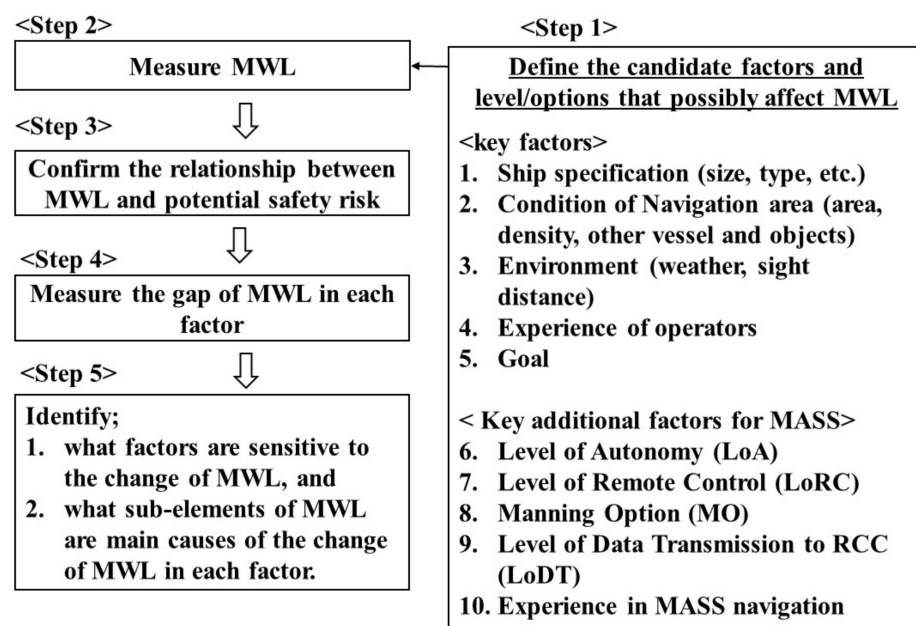 <Step 1>
Define the candidate factors and
level/options that possibly affect MWL
<key factors>
1. Ship specification (size, type, etc.)
2. Condition of Navigation area (area,
density, other vessel and objects)
3. Environment (weather, sight
distance)
4. Experience of operators
5. Goal
< Key additional factors for MASS>
6. Level of Autonomy (LoA)
7. Level of Remote Control (LoRC)
8. Manning Option (MO)
9. Level of Data Transmission to RCC
(LoDT)
10. Experience in MASS navigation
<Step 2>
Measure MWL
<Step 3>
Confirm the relationship between
MWL and potential safety risk
<Step 4>
Measure the gap of MWL in each
factor
<Step 5>
Identify;
1. what factors are sensitive to
the change of MWL, and
2. what sub-elements of MWL
are main causes of the change
of MWL in each factor.